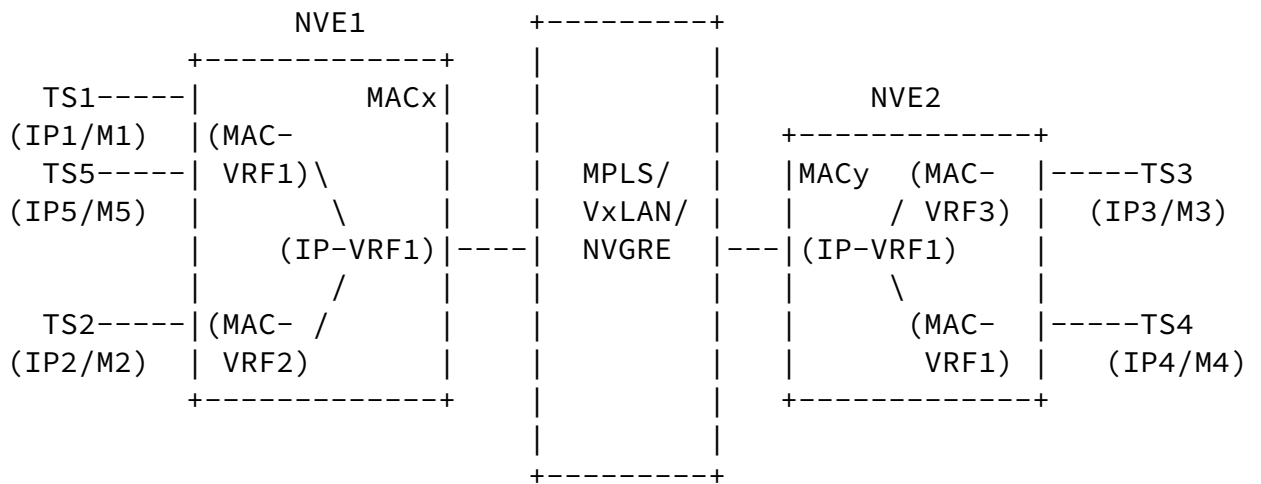 NVE1 +---------+
+-------------+ | |
TS1-----| MACx| | | NVE2
(IP1/M1) |(MAC- | | | +-------------+
TS5-----| VRF1)\ | | MPLS/ | |MACy (MAC- |-----TS3
(IP5/M5) | \ | | VxLAN/ | | / VRF3) | (IP3/M3)
| (IP-VRF1)|----| NVGRE |---|(IP-VRF1) |
| / | | | | \ |
TS2-----|(MAC- / | | | | (MAC- |-----TS4
(IP2/M2) | VRF2) | | | | VRF1) | (IP4/M4)
+-------------+ | | +-------------+
| |
+---------+